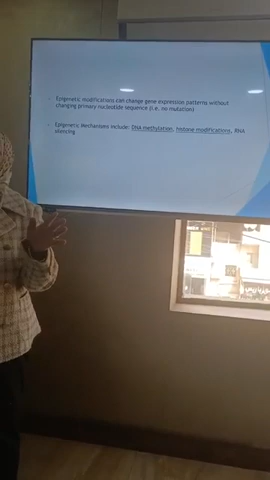 Epigenetic modifications can change gene expression patterns without
changing primary nucleotide sequence (i.e. no mutation)
Epigenetic Mechanisms include: DNA methylation, histone modifications, RNA
silencing